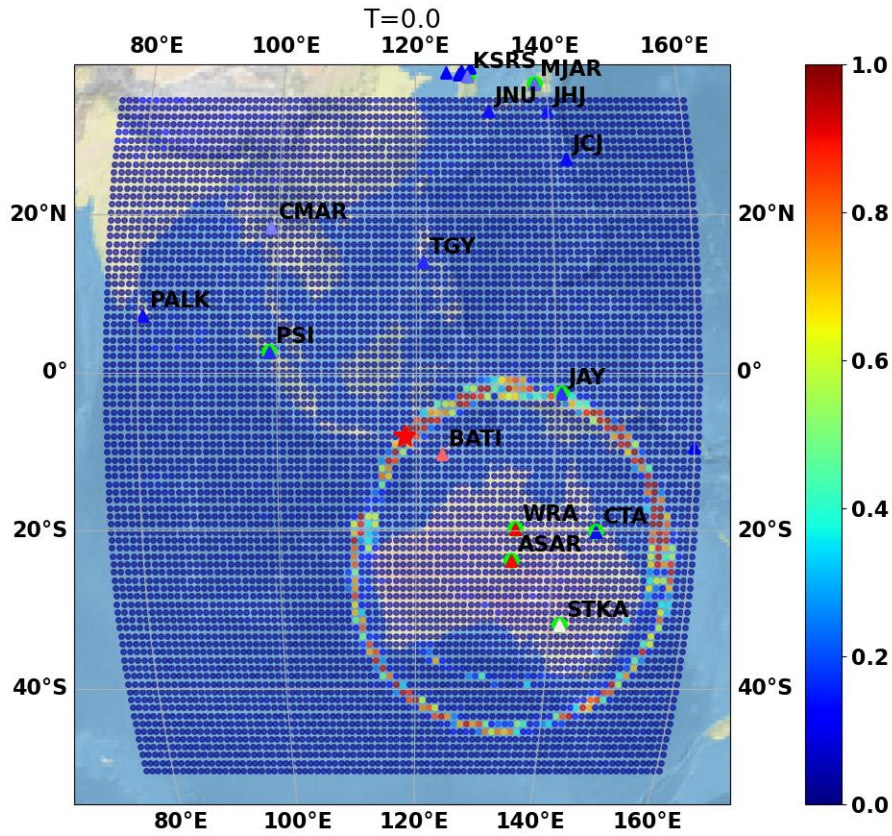 T=0.0
80°E 100°E 120°E 140°E 160°E
KSRS
MJAR
JNU
JHJ
JCJ
CMAR
TGY
PALK
PSI
JAY
BATI
WRA
CTA
ASAR
STKA
20°N 20°N
0° 0°
20°S 20°S
40°S 40°S
80°E 100°E 120°E 140°E 160°E
1.0
0.8
0.6
0.4
0.2
0.0